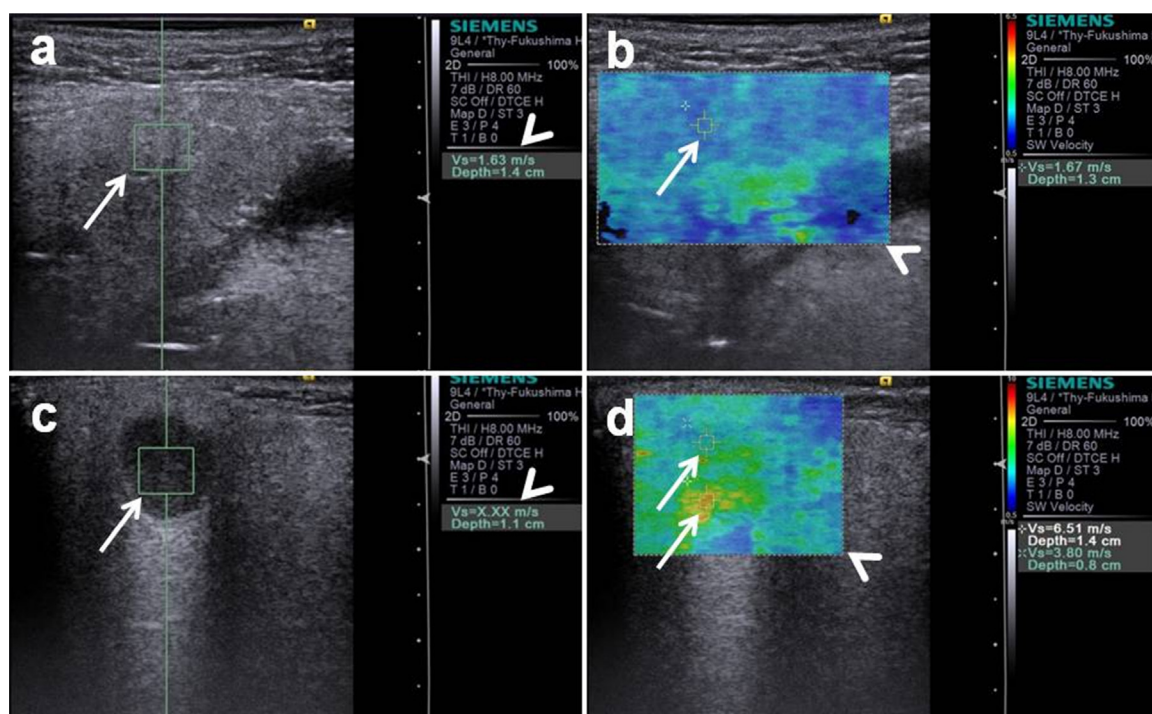 a
SIEMENS
9L4 / *Thy-Fukushima H
General
2D 100%
THI / H8.00 MHz
7 dB / DR 60
SC Off / DTCE H
Map D / ST 3
E 3 / P 4
T 1 / B 0
Vs=1.63 m/s
Depth=1.4 cm
b
6.5
0.5
m/s
SIEMENS
9L4 / *Thy-Fukushima H
General
2D 100%
THI / H8.00 MHz
7 dB / DR 60
SC Off / DTCE H
Map D / ST 3
E 3 / P 4
T 1 / B 0
SW Velocity
Vs=1.67 m/s
Depth=1.3 cm
c
SIEMENS
9L4 / *Thy-Fukushima H
General
2D 100%
THI / H8.00 MHz
7 dB / DR 60
SC Off / DTCE H
Map D / ST 3
E 3 / P 4
T 1 / B 0
Vs=X.XX m/s
Depth=1.1 cm
d
10
0.5
m/s
SIEMENS
9L4 / *Thy-Fukushima H
General
2D 100%
THI / H8.00 MHz
7 dB / DR 60
SC Off / DTCE H
Map D / ST 3
E 3 / P 4
T 1 / B 0
SW Velocity
Vs=6.51 m/s
Depth=1.4 cm
Vs=3.80 m/s
Depth=0.8 cm